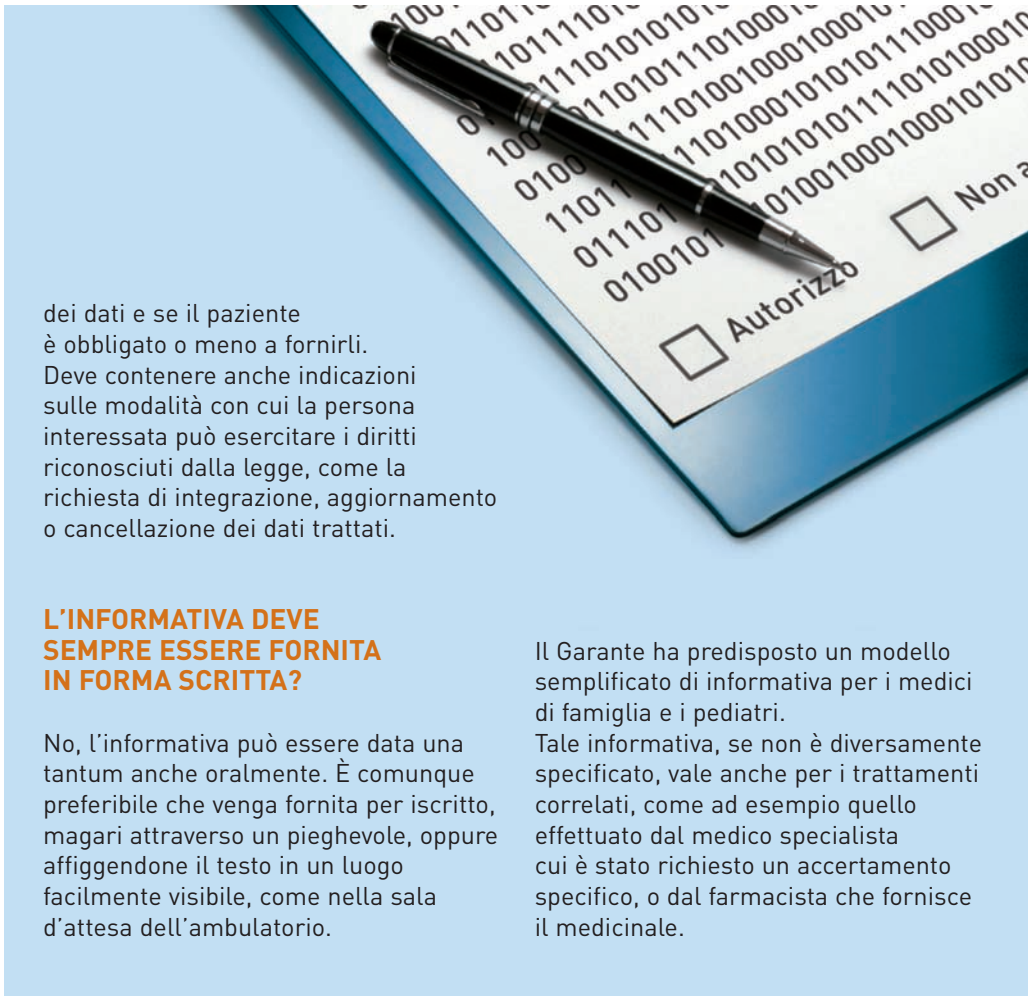 Autorizzo
Non
dei dati e se il paziente
è obbligato o meno a fornirli.
Deve contenere anche indicazioni
sulle modalità con cui la persona
interessata può esercitare i diritti
riconosciuti dalla legge, come la
richiesta di integrazione, aggiornamento
o cancellazione dei dati trattati.
L’INFORMATIVA DEVE
SEMPRE ESSERE FORNITA
IN FORMA SCRITTA?
No, l’informativa può essere data una
tantum anche oralmente. È comunque
preferibile che venga fornita per iscritto,
magari attraverso un pieghevole, oppure
affiggendone il testo in un luogo
facilmente visibile, come nella sala
d’attesa dell’ambulatorio.
Il Garante ha predisposto un modello
semplificato di informativa per i medici
di famiglia e i pediatri.
Tale informativa, se non è diversamente
specificato, vale anche per i trattamenti
correlati, come ad esempio quello
effettuato dal medico specialista
cui è stato richiesto un accertamento
specifico, o dal farmacista che fornisce
il medicinale.